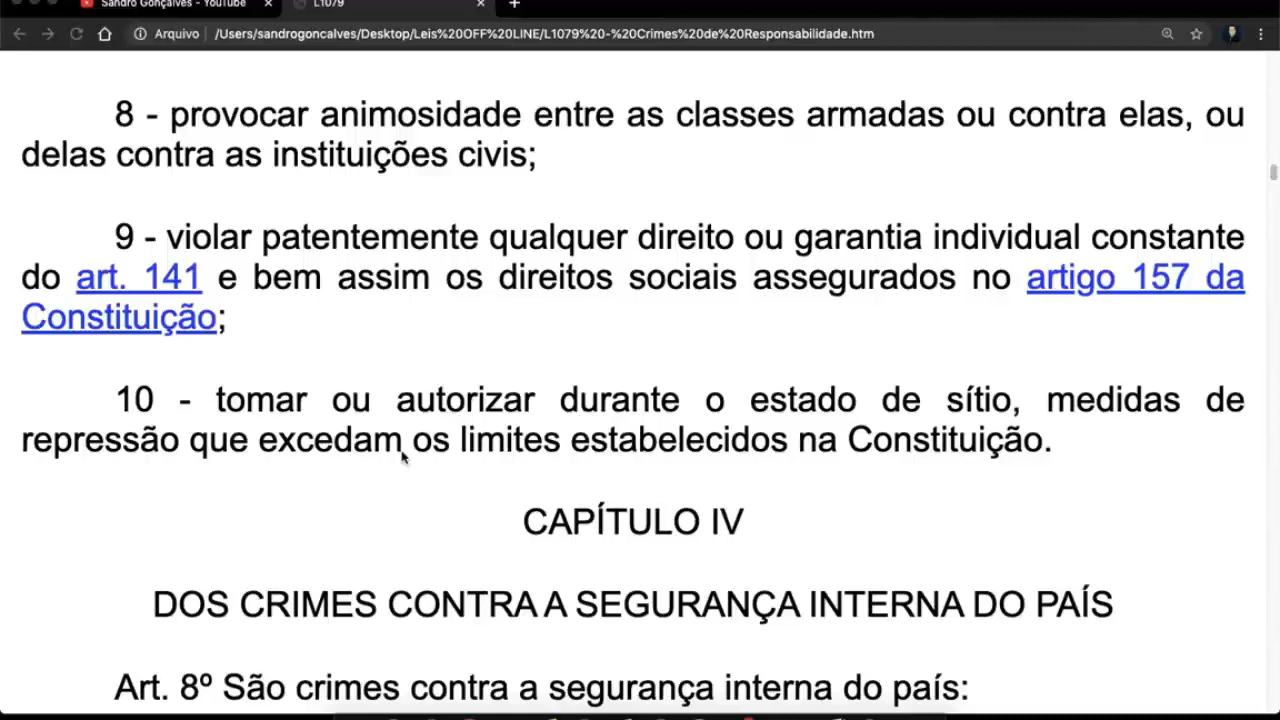 Sandro Gonçalves - YouTube
L1079
Arquivo
/Users/sandrogoncalves/Desktop/Leis%20OFF%20LINE/L1079%20-%20Crimes%20de%20Responsabilidade.htm
8 - provocar animosidade entre as classes armadas ou contra elas, ou
delas contra as instituições civis;
9 - violar patentemente qualquer direito ou garantia individual constante
do art. 141 e bem assim os direitos sociais assegurados no artigo 157 da
Constituição;
10 - tomar ou autorizar durante o estado de sítio, medidas de
repressão que excedam os limites estabelecidos na Constituição.
CAPÍTULO IV
DOS CRIMES CONTRA A SEGURANÇA INTERNA DO PAÍS
Art. 8º São crimes contra a segurança interna do país: